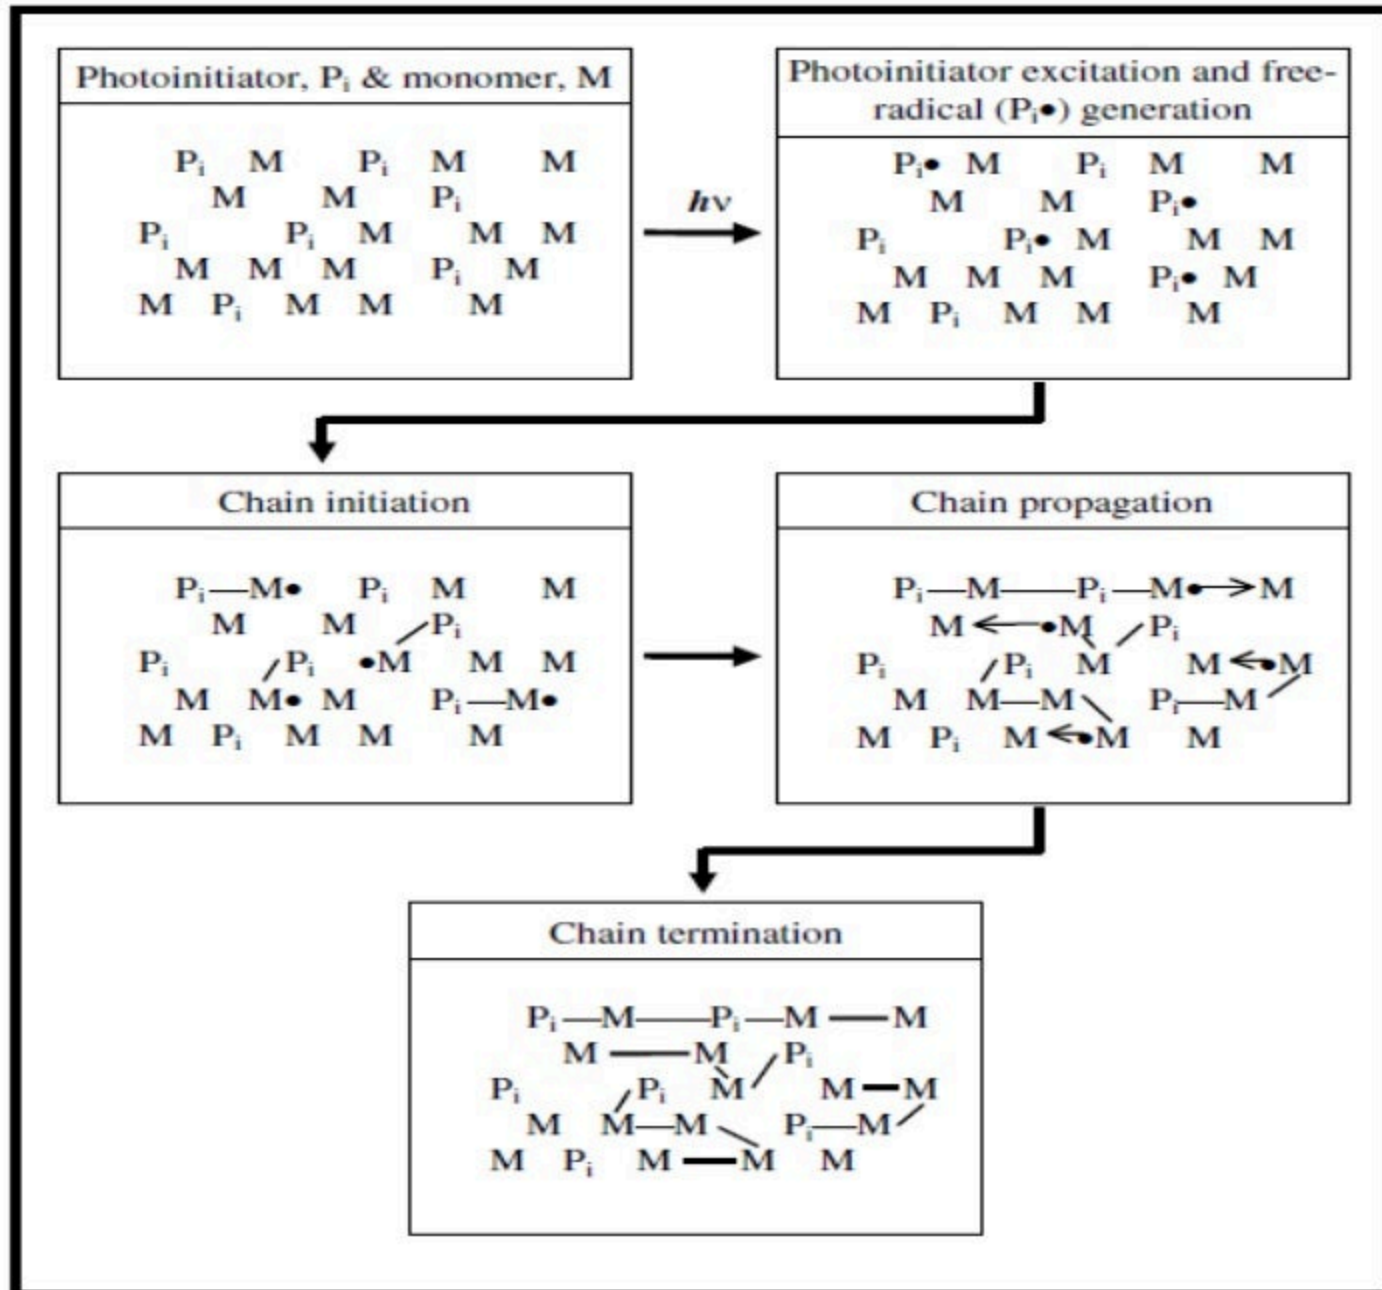 Photoinitiator, Pᵢ & monomer, M
Pᵢ M Pᵢ M M
M M Pᵢ
Pᵢ Pᵢ M M M
M M M Pᵢ M
M Pᵢ M M M
hν
Photoinitiator excitation and free-
radical (Pᵢ•) generation
Pᵢ• M Pᵢ M M
M M Pᵢ•
Pᵢ Pᵢ• M M M
M M M Pᵢ• M
M Pᵢ M M M
Chain initiation
Pᵢ—M• Pᵢ M M
M M Pᵢ
Pᵢ Pᵢ •M M M
M M• M Pᵢ—M•
M Pᵢ M M M
Chain propagation
Pᵢ—M—Pᵢ—M•→M
M ←•M Pᵢ
Pᵢ Pᵢ M M ←•M
M M—M Pᵢ—M
M Pᵢ M ←•M M
Chain termination
Pᵢ—M—Pᵢ—M—M
M—M Pᵢ
Pᵢ Pᵢ M M—M
M M—M Pᵢ—M
M Pᵢ M—M M